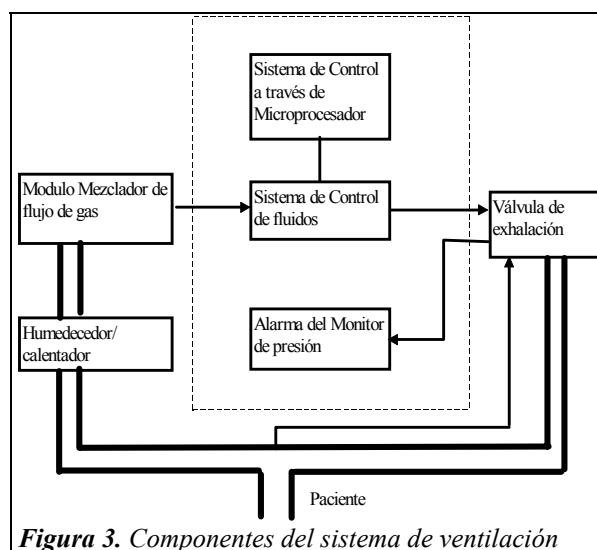 Sistema de Control
a través de
Microprocesador
Modulo Mezclador de
flujo de gas
Sistema de Control
de fluidos
Válvula de
exhalación
Humedecedor/
calentador
Alarma del Monitor
de presión
Paciente
Figura 3. Componentes del sistema de ventilación